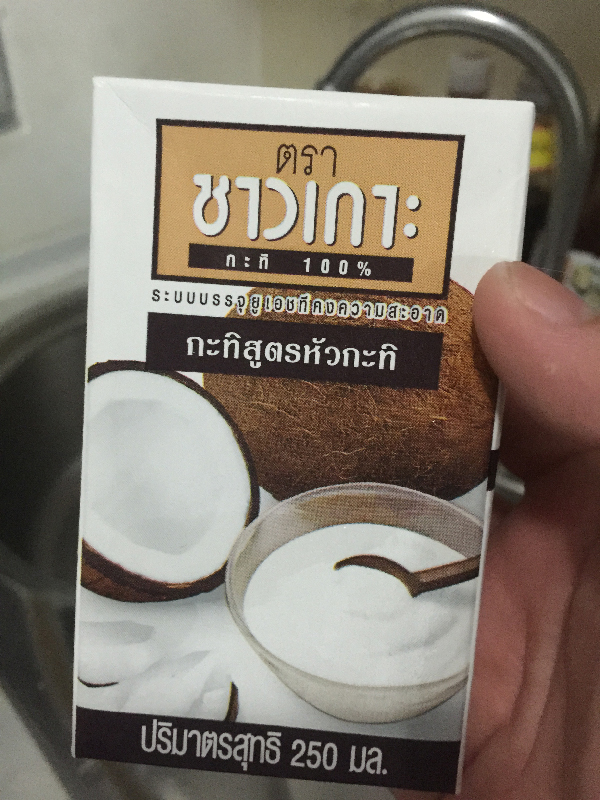 ตรา
ชาวเกาะ
กะทิ 100%
ระบบบรรจุยูเอชทีคงความสะอาด
กะทิสูตรหัวกะทิ
ปริมาตรสุทธิ 250 มล.